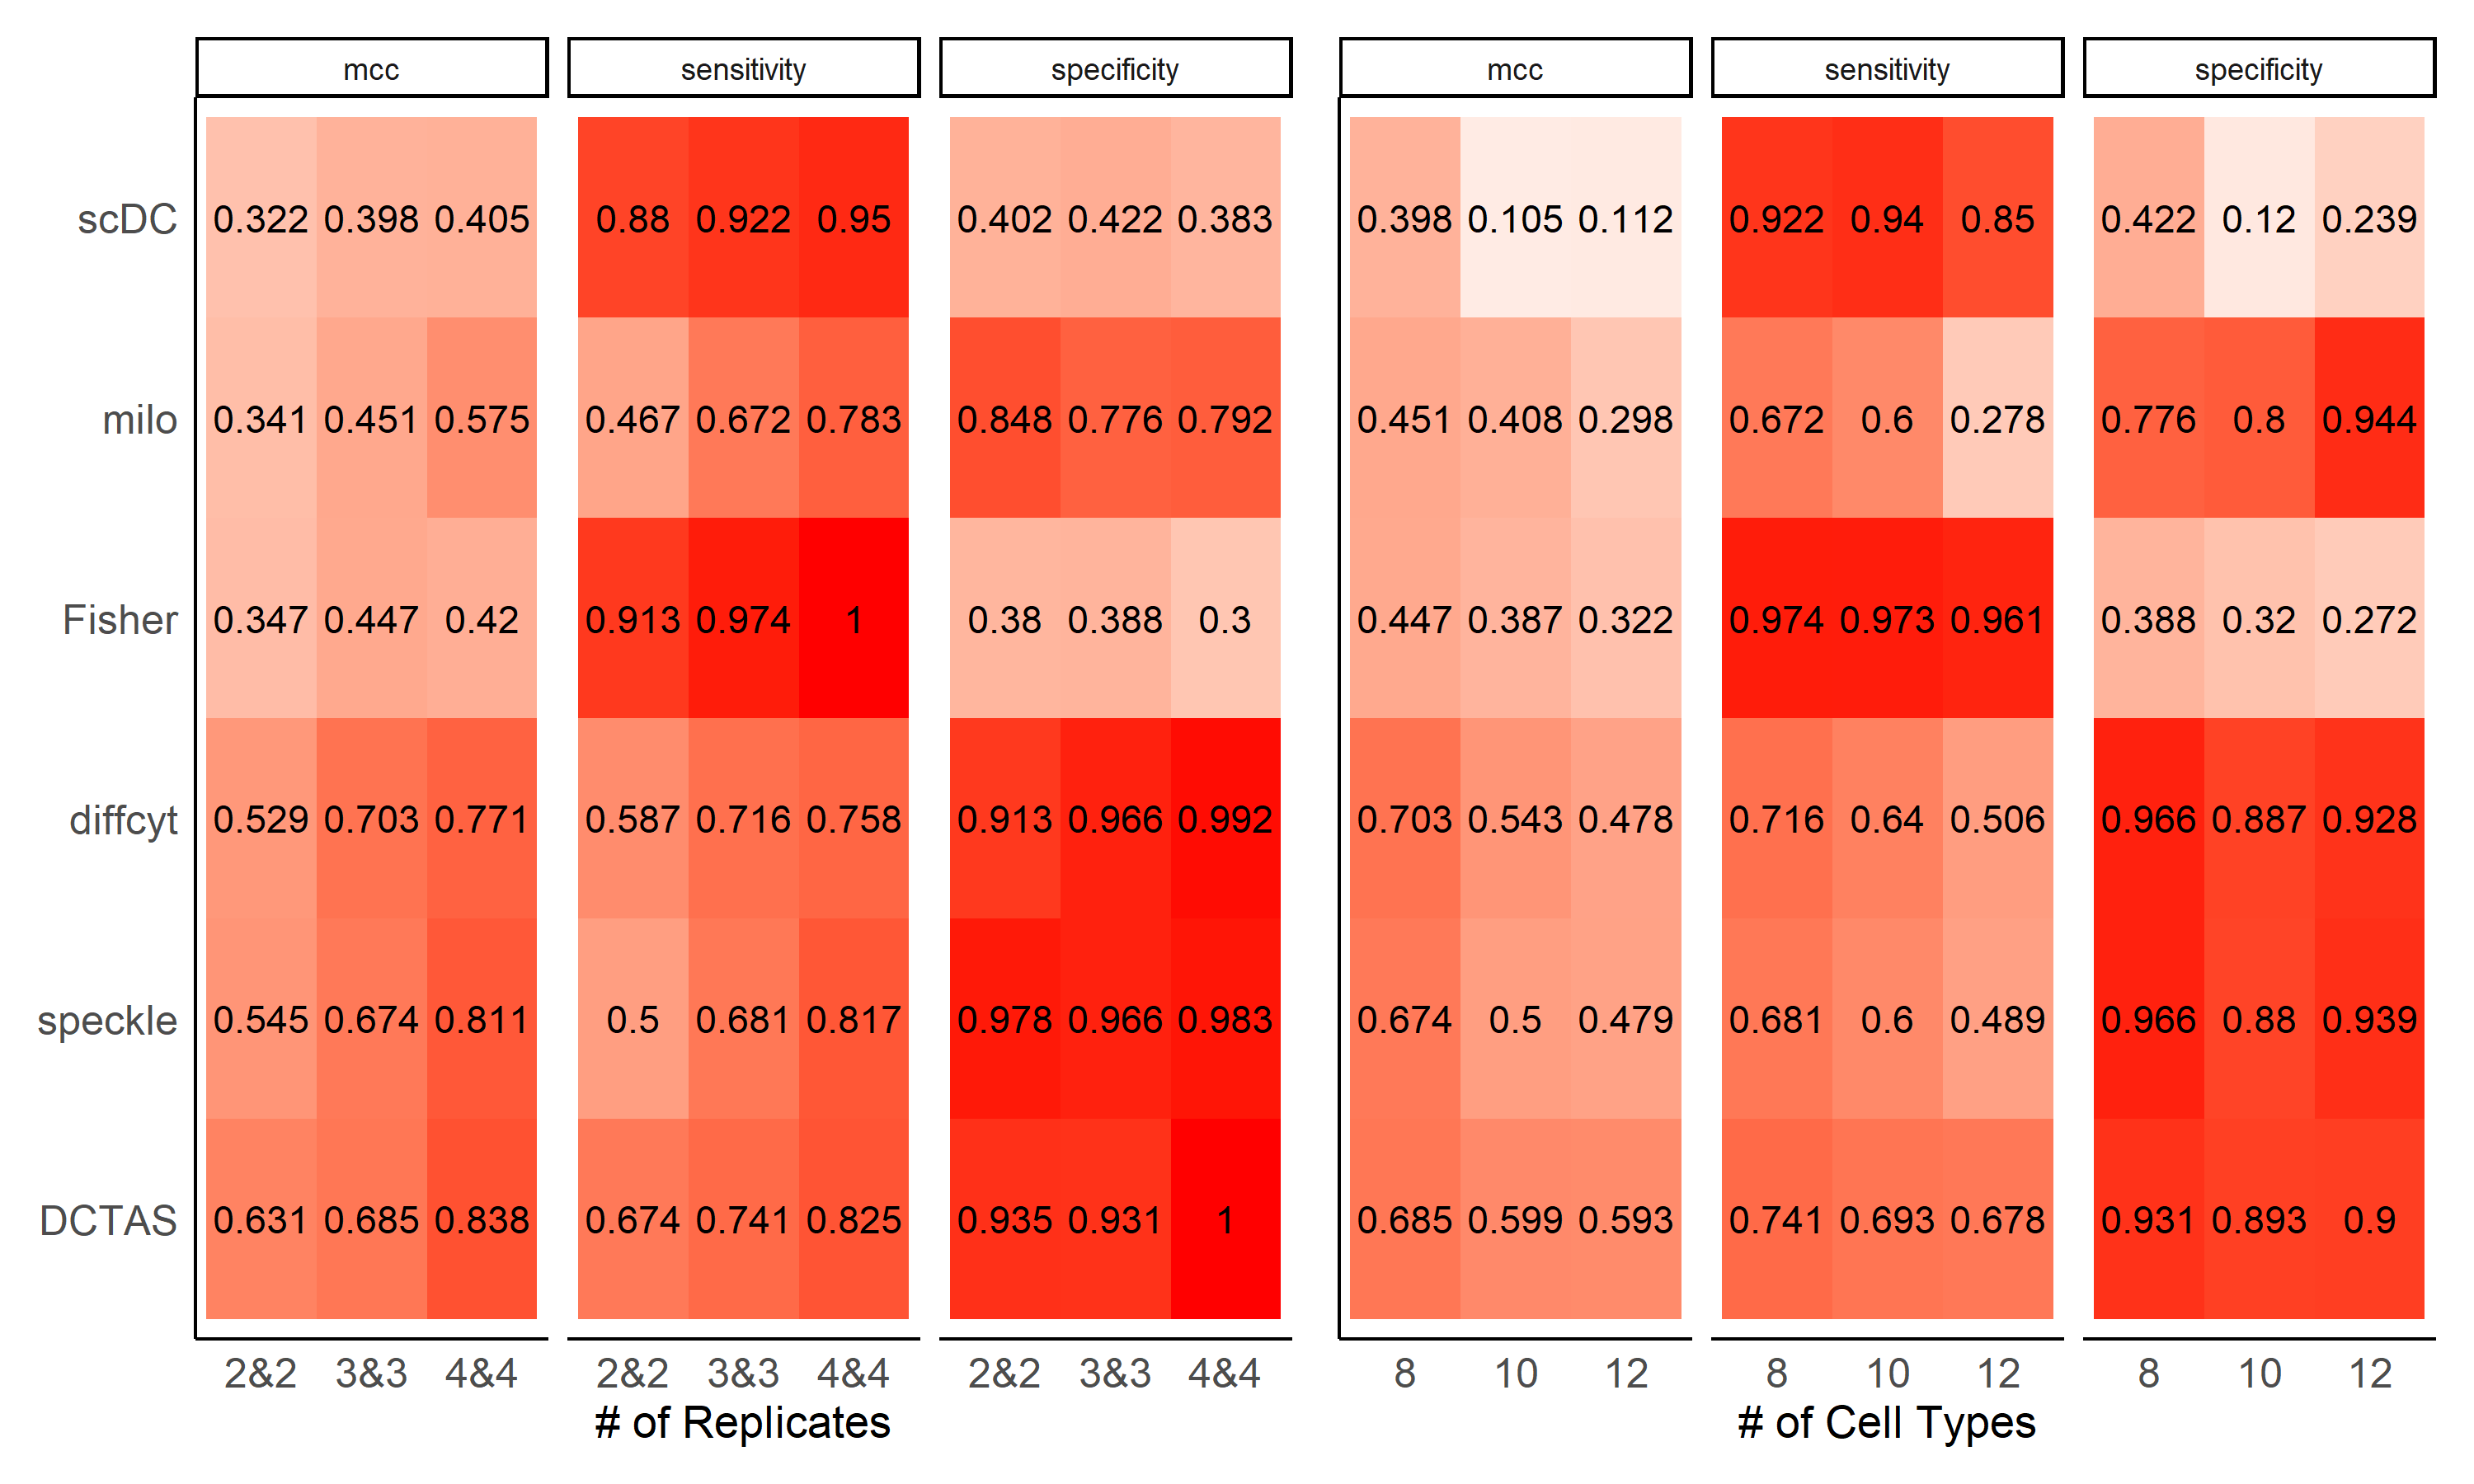 mcc sensitivity specificity mcc sensitivity specificity
scDC 0.322 0.398 0.405 0.88 0.922 0.95 0.402 0.422 0.383 0.398 0.105 0.112 0.922 0.94 0.85 0.422 0.12 0.239
milo 0.341 0.451 0.575 0.467 0.672 0.783 0.848 0.776 0.792 0.451 0.408 0.298 0.672 0.6 0.278 0.776 0.8 0.944
Fisher 0.347 0.447 0.42 0.913 0.974 1 0.38 0.388 0.3 0.447 0.387 0.322 0.974 0.973 0.961 0.388 0.32 0.272
diffcyt 0.529 0.703 0.771 0.587 0.716 0.758 0.913 0.966 0.992 0.703 0.543 0.478 0.716 0.64 0.506 0.966 0.887 0.928
speckle 0.545 0.674 0.811 0.5 0.681 0.817 0.978 0.966 0.983 0.674 0.5 0.479 0.681 0.6 0.489 0.966 0.88 0.939
DCTAS 0.631 0.685 0.838 0.674 0.741 0.825 0.935 0.931 1 0.685 0.599 0.593 0.741 0.693 0.678 0.931 0.893 0.9
2&2 3&3 4&4 2&2 3&3 4&4 2&2 3&3 4&4 8 10 12 8 10 12 8 10 12
# of Replicates # of Cell Types